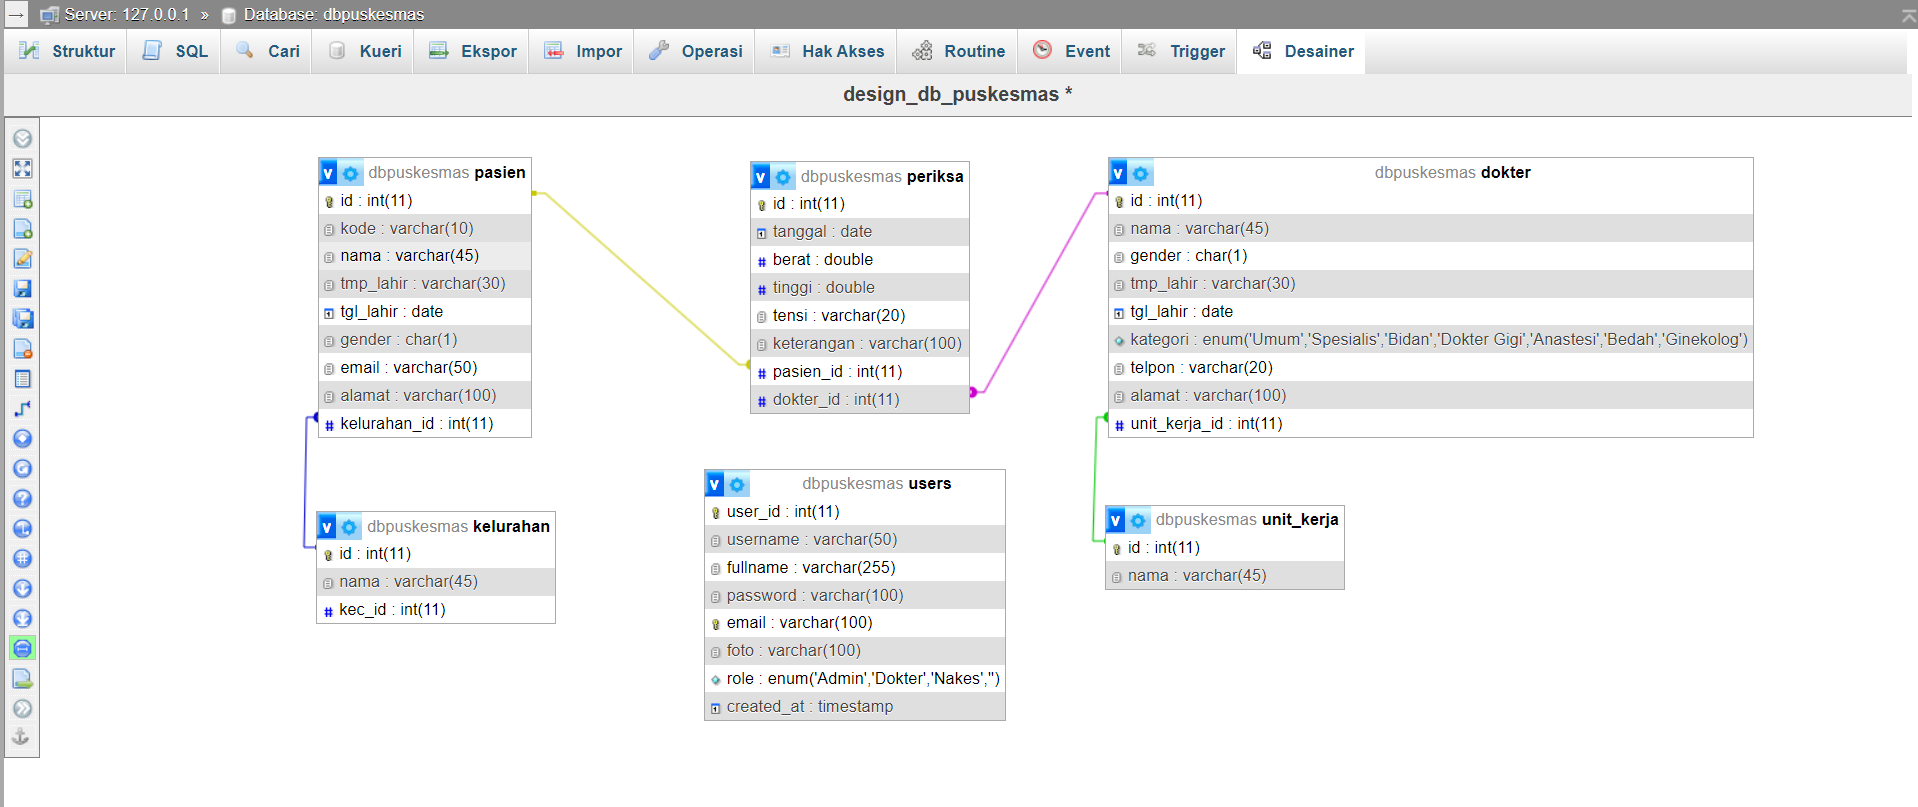 Server: 127.0.0.1 » Database: dbpuskesmas
Struktur SQL Cari Kueri Ekspor Impor Operasi Hak Akses Routine Event Trigger Desainer
design_db_puskesmas *
dbpuskesmas pasien
id : int(11)
kode : varchar(10)
nama : varchar(45)
tmp_lahir : varchar(30)
tgl_lahir : date
gender : char(1)
email : varchar(50)
alamat : varchar(100)
kelurahan_id : int(11)
dbpuskesmas periksa
id : int(11)
tanggal : date
berat : double
tinggi : double
tensi : varchar(20)
keterangan : varchar(100)
pasien_id : int(11)
dokter_id : int(11)
dbpuskesmas dokter
id : int(11)
nama : varchar(45)
gender : char(1)
tmp_lahir : varchar(30)
tgl_lahir : date
kategori : enum('Umum','Spesialis','Bidan','Dokter Gigi','Anastesi','Bedah','Ginekolog')
telpon : varchar(20)
alamat : varchar(100)
unit_kerja_id : int(11)
dbpuskesmas kelurahan
id : int(11)
nama : varchar(45)
kec_id : int(11)
dbpuskesmas users
user_id : int(11)
username : varchar(50)
fullname : varchar(255)
password : varchar(100)
email : varchar(100)
foto : varchar(100)
role : enum('Admin','Dokter','Nakes','')
created_at : timestamp
dbpuskesmas unit_kerja
id : int(11)
nama : varchar(45)